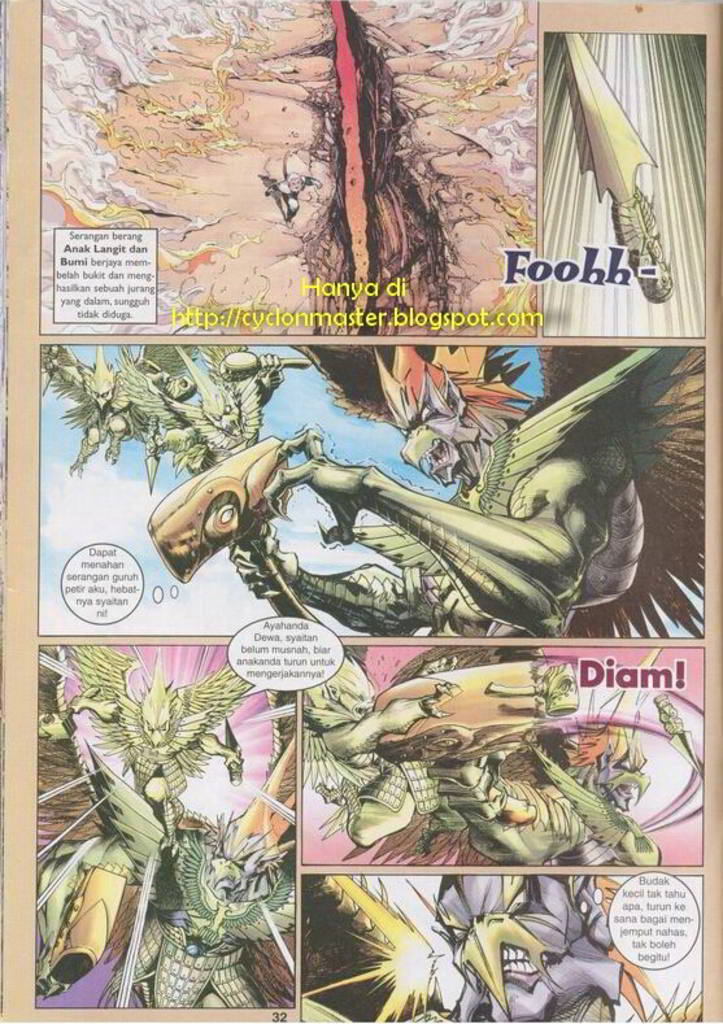 Serangan berang
Anak Langit dan
Bumi berjaya mem-
belah bukit dan meng-
hasilkan sebuah jurang
yang dalam, sungguh
tidak diduga.
Foohh-
Hanya di
http://cyclonmaster.blogspot.com
Dapat
menahan
serangan guruh
petir aku, hebat-
nya syaitan
ni!
Ayahanda
Dewa, syaitan
belum musnah, biar
anakanda turun untuk
mengerjakannya!
Diam!
Budak
kecil tak tahu
apa, turun ke
sana bagai men-
jemput nahas,
tak boleh
begitu!
32